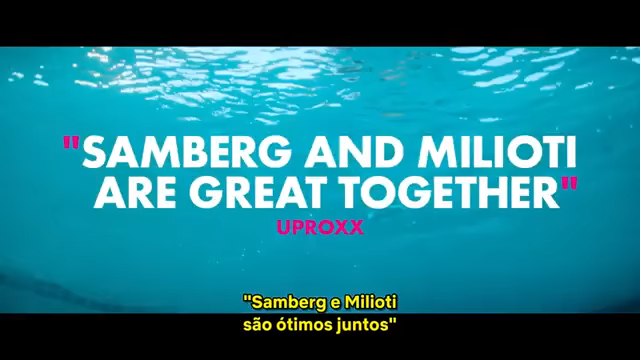 "SAMBERG AND MILIOTI
ARE GREAT TOGETHER"
UPROXX
"Samberg e Milioti
são ótimos juntos"